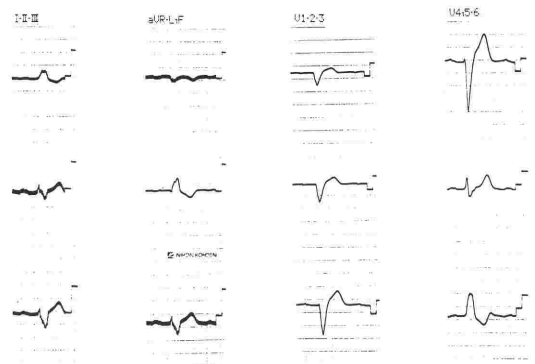 I·II·III
aVR·L·F
V1·2·3
V4·5·6
NIHON KOHDEN